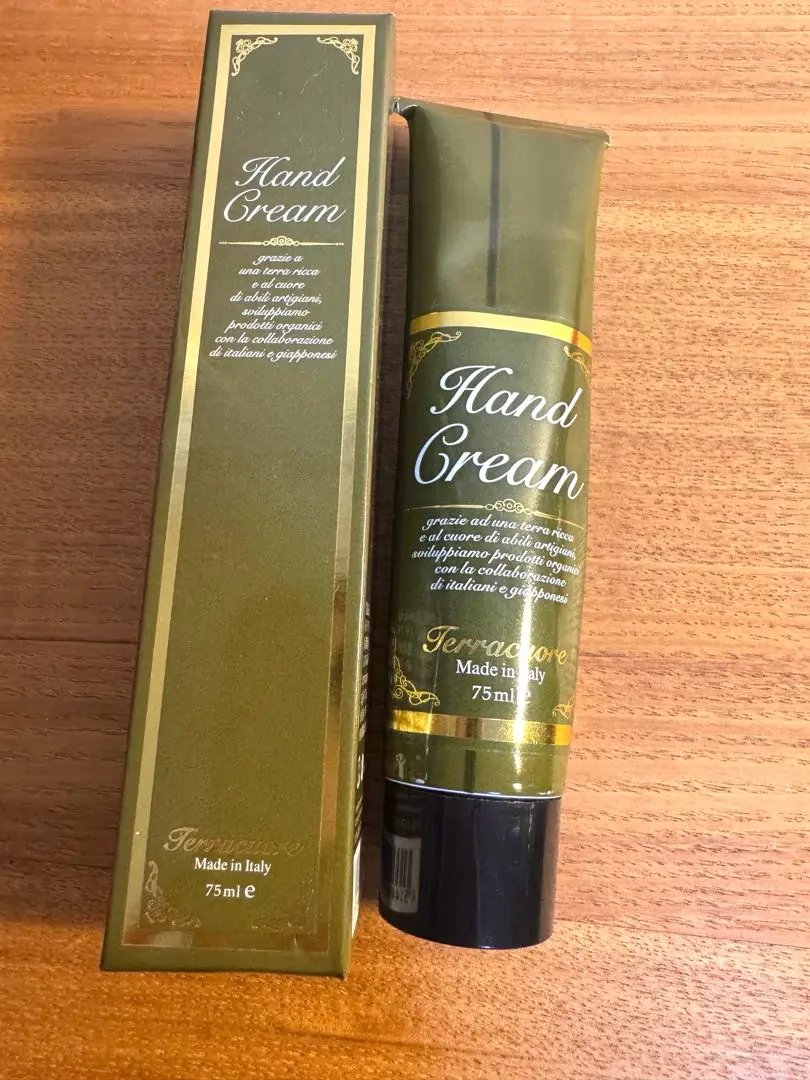 Hand
Cream
grazie a
una terra ricca
e al cuore
di abili artigiani,
sviluppiamo
prodotti organici
con la collaborazione
di italiani e giapponesi
Terracuore
Made in Italy
75ml e
Hand
Cream
grazie ad una terra ricca
e al cuore di abili artigiani,
sviluppiamo prodotti organici
con la collaborazione
di italiani e giapponesi
Terracuore
Made in Italy
75ml e